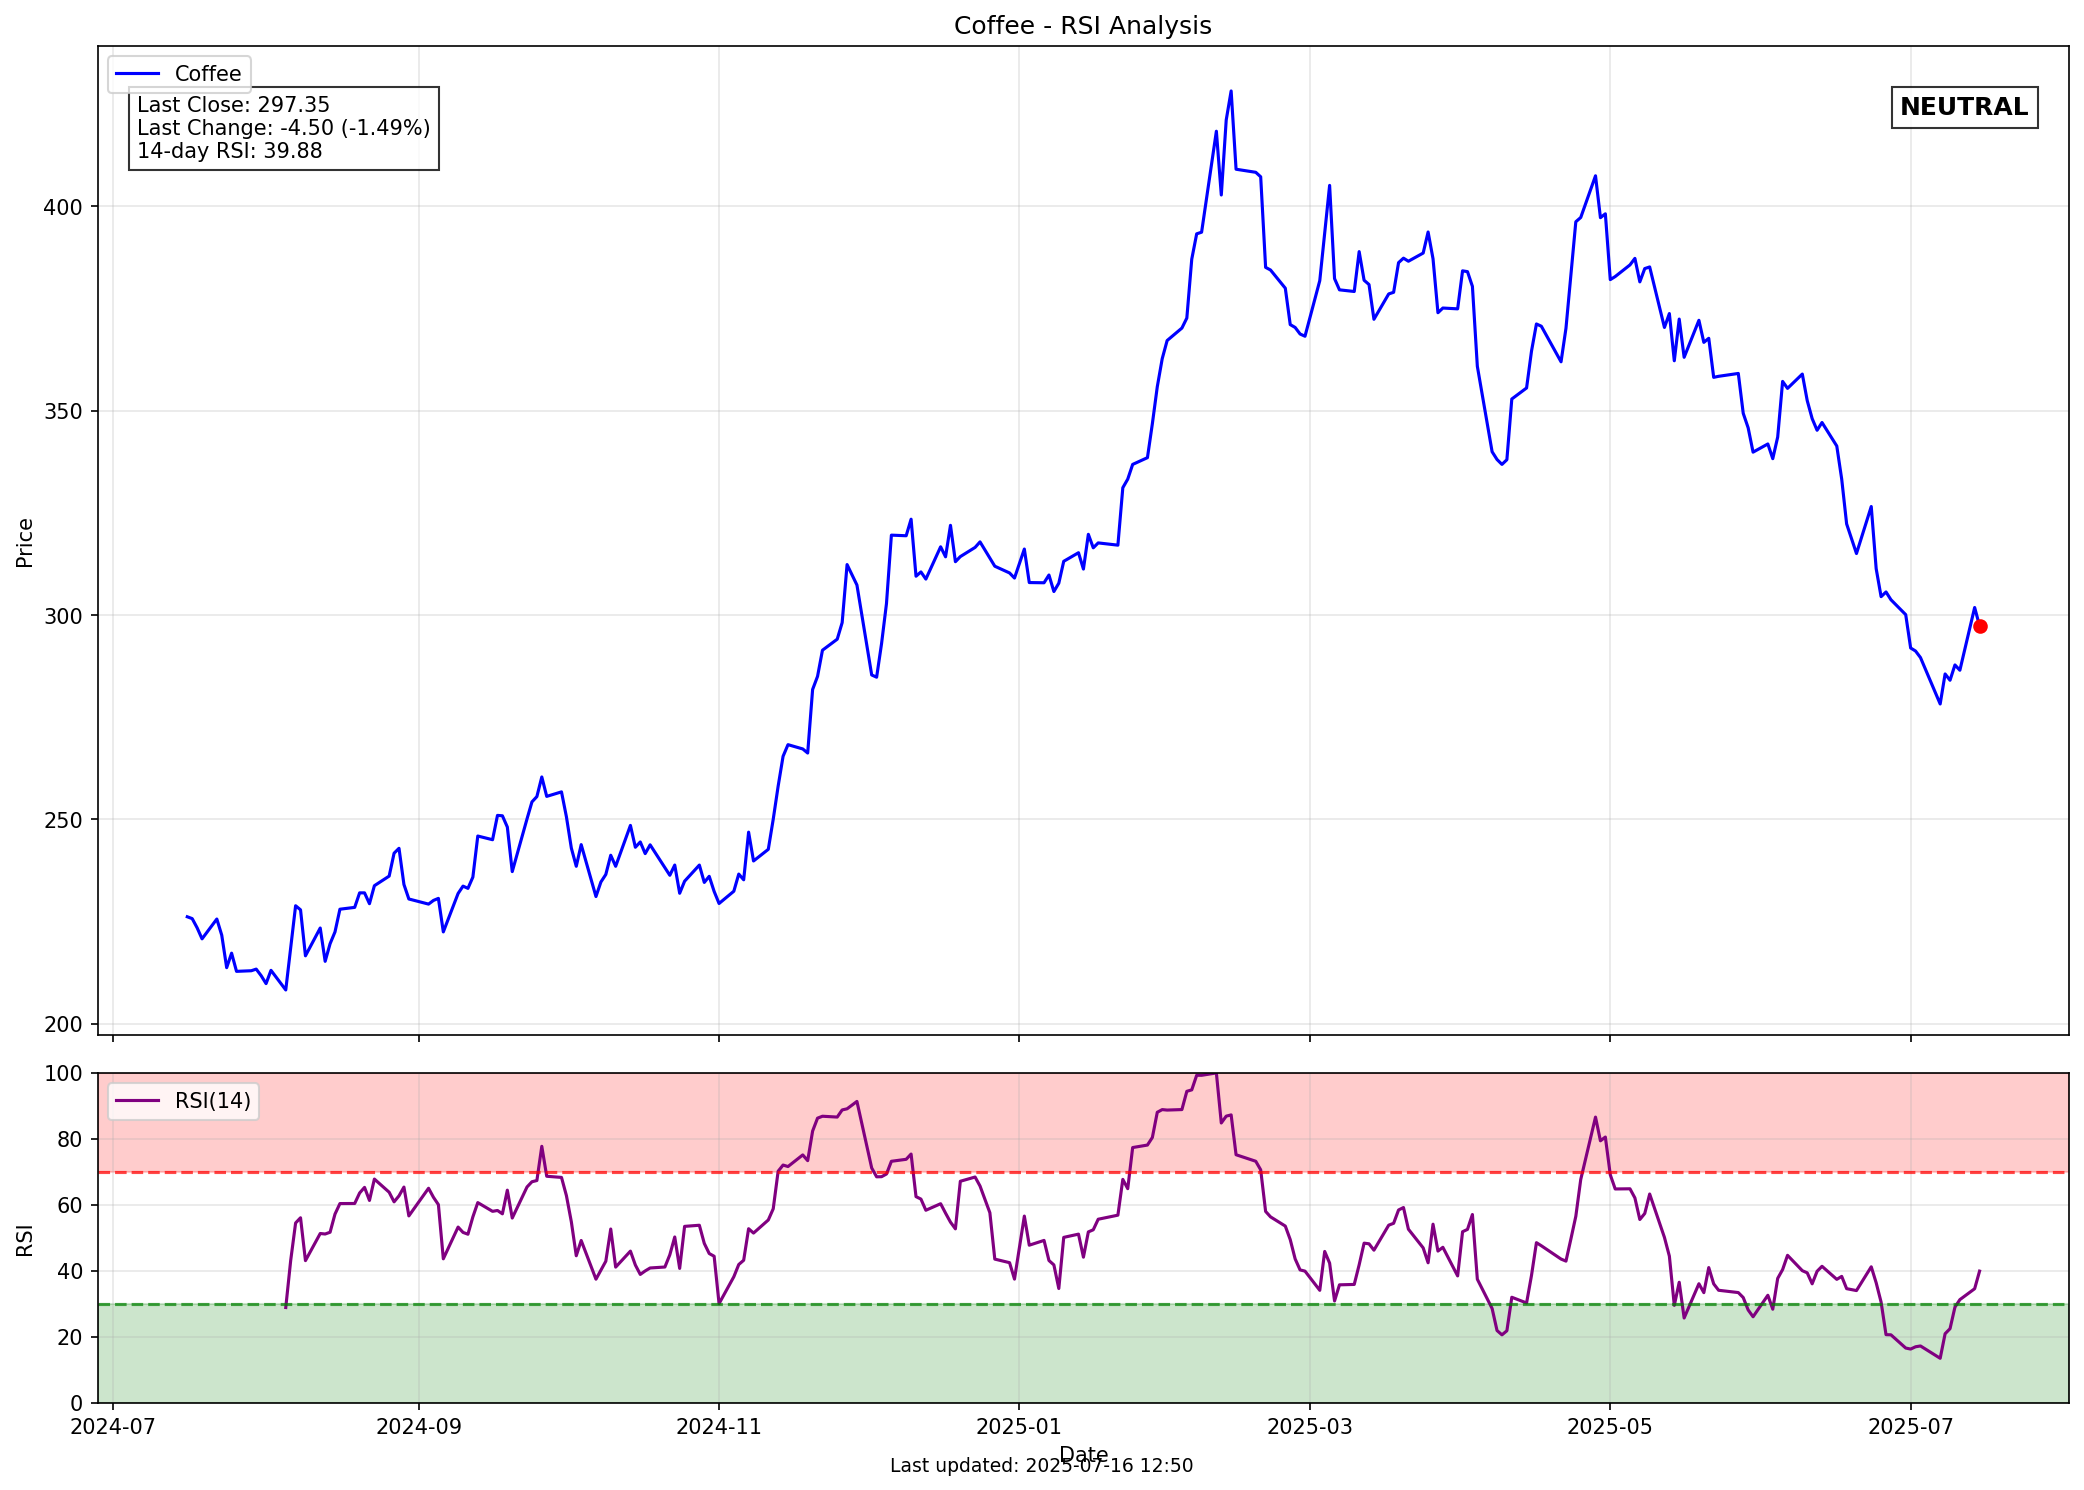 Coffee - RSI Analysis
Coffee
Last Close: 297.35
Last Change: -4.50 (-1.49%)
14-day RSI: 39.88
NEUTRAL
Price
400
350
300
250
200
RSI(14)
RSI
100
80
60
40
20
0
2024-07
2024-09
2024-11
2025-01
2025-03
2025-05
2025-07
Date
Last updated: 2025-07-16 12:50